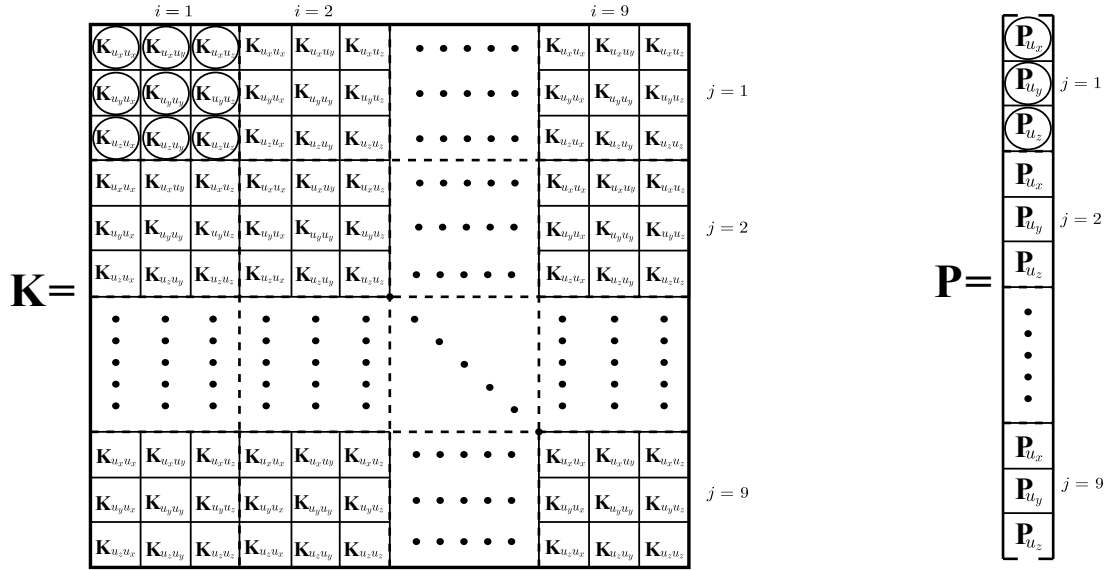 i = 1 i = 2 i = 9
K_{u_x u_x} K_{u_x u_y} K_{u_x u_z} K_{u_x u_x} K_{u_x u_y} K_{u_x u_z} • • • • • K_{u_x u_x} K_{u_x u_y} K_{u_x u_z}
K_{u_y u_x} K_{u_y u_y} K_{u_y u_z} K_{u_y u_x} K_{u_y u_y} K_{u_y u_z} • • • • • K_{u_y u_x} K_{u_y u_y} K_{u_y u_z} j = 1
K_{u_z u_x} K_{u_z u_y} K_{u_z u_z} K_{u_z u_x} K_{u_z u_y} K_{u_z u_z} • • • • • K_{u_z u_x} K_{u_z u_y} K_{u_z u_z}
K_{u_x u_x} K_{u_x u_y} K_{u_x u_z} K_{u_x u_x} K_{u_x u_y} K_{u_x u_z} • • • • • K_{u_x u_x} K_{u_x u_y} K_{u_x u_z}
K_{u_y u_x} K_{u_y u_y} K_{u_y u_z} K_{u_y u_x} K_{u_y u_y} K_{u_y u_z} • • • • • K_{u_y u_x} K_{u_y u_y} K_{u_y u_z} j = 2
K_{u_z u_x} K_{u_z u_y} K_{u_z u_z} K_{u_z u_x} K_{u_z u_y} K_{u_z u_z} • • • • • K_{u_z u_x} K_{u_z u_y} K_{u_z u_z}
K=
K_{u_x u_x} K_{u_x u_y} K_{u_x u_z} K_{u_x u_x} K_{u_x u_y} K_{u_x u_z} • • • • • K_{u_x u_x} K_{u_x u_y} K_{u_x u_z}
K_{u_y u_x} K_{u_y u_y} K_{u_y u_z} K_{u_y u_x} K_{u_y u_y} K_{u_y u_z} • • • • • K_{u_y u_x} K_{u_y u_y} K_{u_y u_z} j = 9
K_{u_z u_x} K_{u_z u_y} K_{u_z u_z} K_{u_z u_x} K_{u_z u_y} K_{u_z u_z} • • • • • K_{u_z u_x} K_{u_z u_y} K_{u_z u_z}
P_{u_x}
P_{u_y} j = 1
P_{u_z}
P_{u_x}
P_{u_y} j = 2
P_{u_z}
P=
P_{u_x}
P_{u_y} j = 9
P_{u_z}